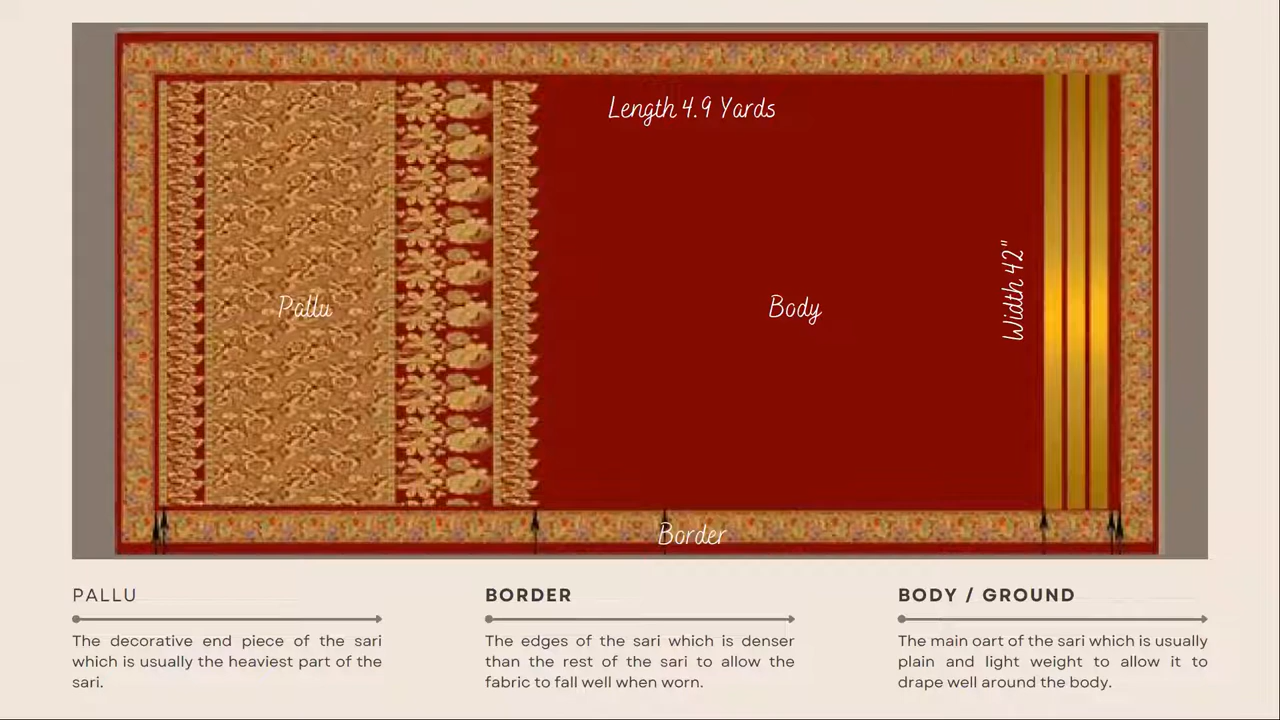 Length 4.9 Yards
Width 42"
Pallu
Body
Border
PALLU
The decorative end piece of the sari
which is usually the heaviest part of the
sari.
BORDER
The edges of the sari which is denser
than the rest of the sari to allow the
fabric to fall well when worn.
BODY / GROUND
The main oart of the sari which is usually
plain and light weight to allow it to
drape well around the body.